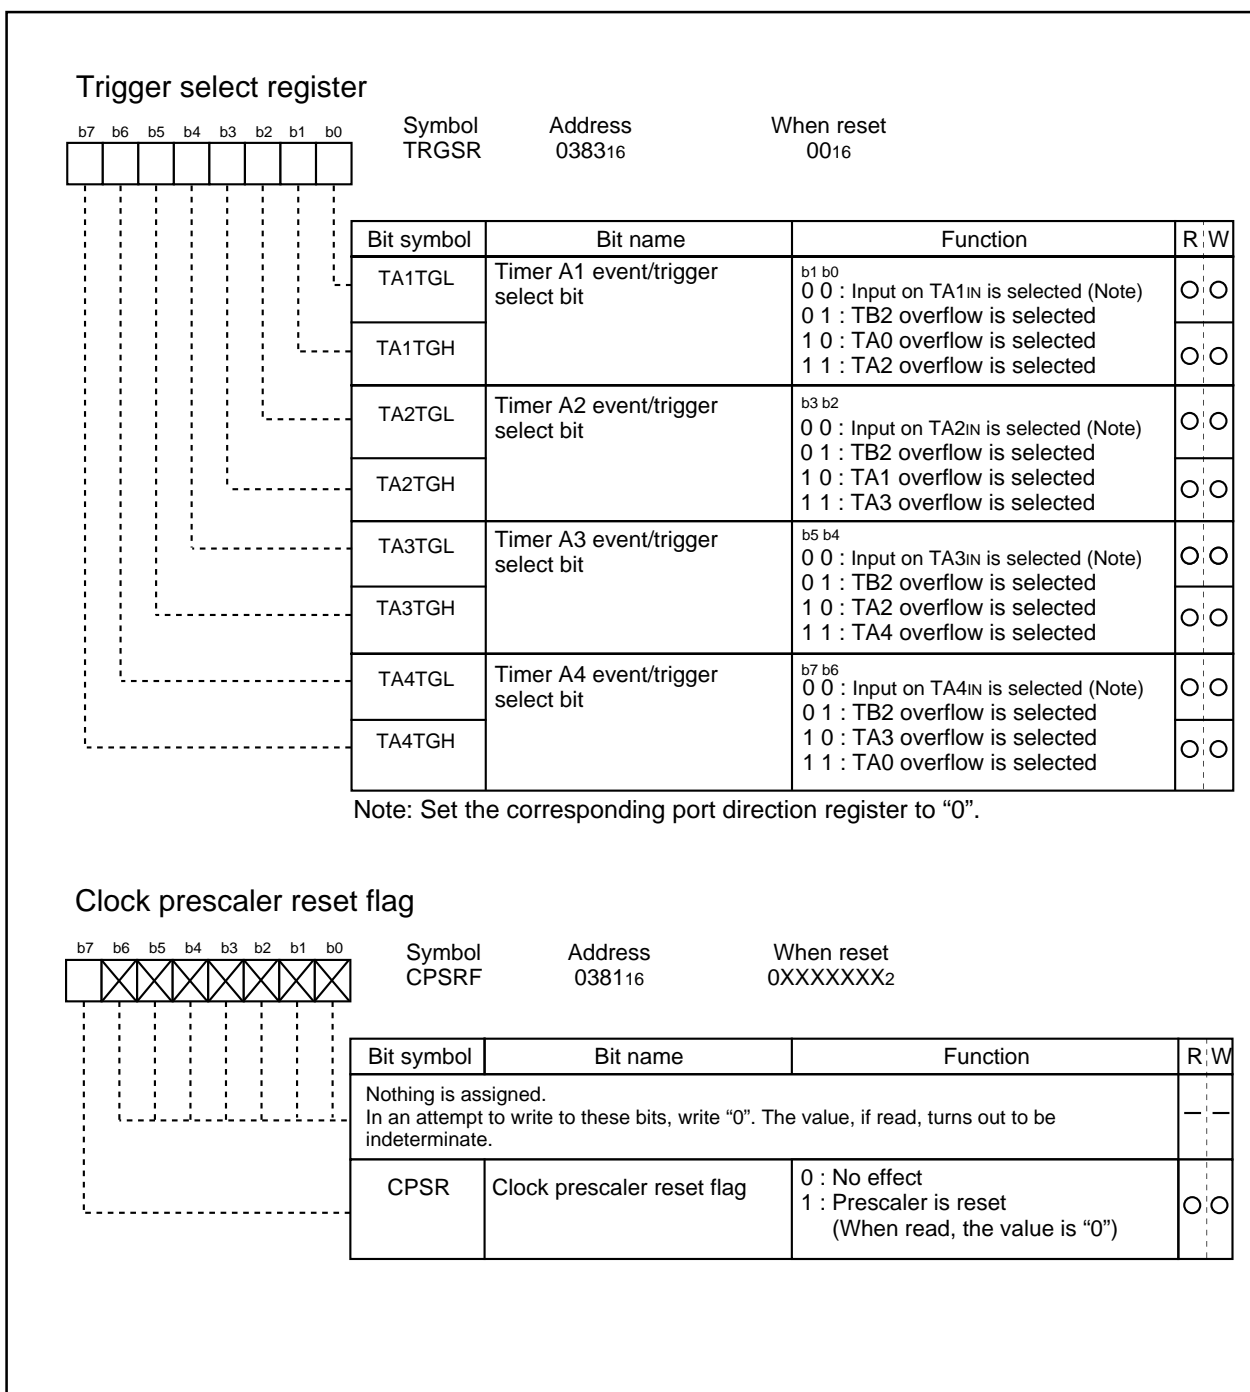 Trigger select register
b7 b6 b5 b4 b3 b2 b1 b0
Symbol Address When reset
TRGSR 038316 0016
Bit symbol Bit name Function R W
TA1TGL Timer A1 event/trigger select bit
TA1TGH
b1 b0
0 0 : Input on TA1IN is selected (Note)
0 1 : TB2 overflow is selected
1 0 : TA0 overflow is selected
1 1 : TA2 overflow is selected
TA2TGL Timer A2 event/trigger select bit
TA2TGH
b3 b2
0 0 : Input on TA2IN is selected (Note)
0 1 : TB2 overflow is selected
1 0 : TA1 overflow is selected
1 1 : TA3 overflow is selected
TA3TGL Timer A3 event/trigger select bit
TA3TGH
b5 b4
0 0 : Input on TA3IN is selected (Note)
0 1 : TB2 overflow is selected
1 0 : TA2 overflow is selected
1 1 : TA4 overflow is selected
TA4TGL Timer A4 event/trigger select bit
TA4TGH
b7 b6
0 0 : Input on TA4IN is selected (Note)
0 1 : TB2 overflow is selected
1 0 : TA3 overflow is selected
1 1 : TA0 overflow is selected
Note: Set the corresponding port direction register to “0”.
Clock prescaler reset flag
b7 b6 b5 b4 b3 b2 b1 b0
Symbol Address When reset
CPSRF 038116 0XXXXXXX2
Bit symbol Bit name Function R W
Nothing is assigned.
In an attempt to write to these bits, write “0”. The value, if read, turns out to be
indeterminate.
CPSR Clock prescaler reset flag
0 : No effect
1 : Prescaler is reset
(When read, the value is “0”)